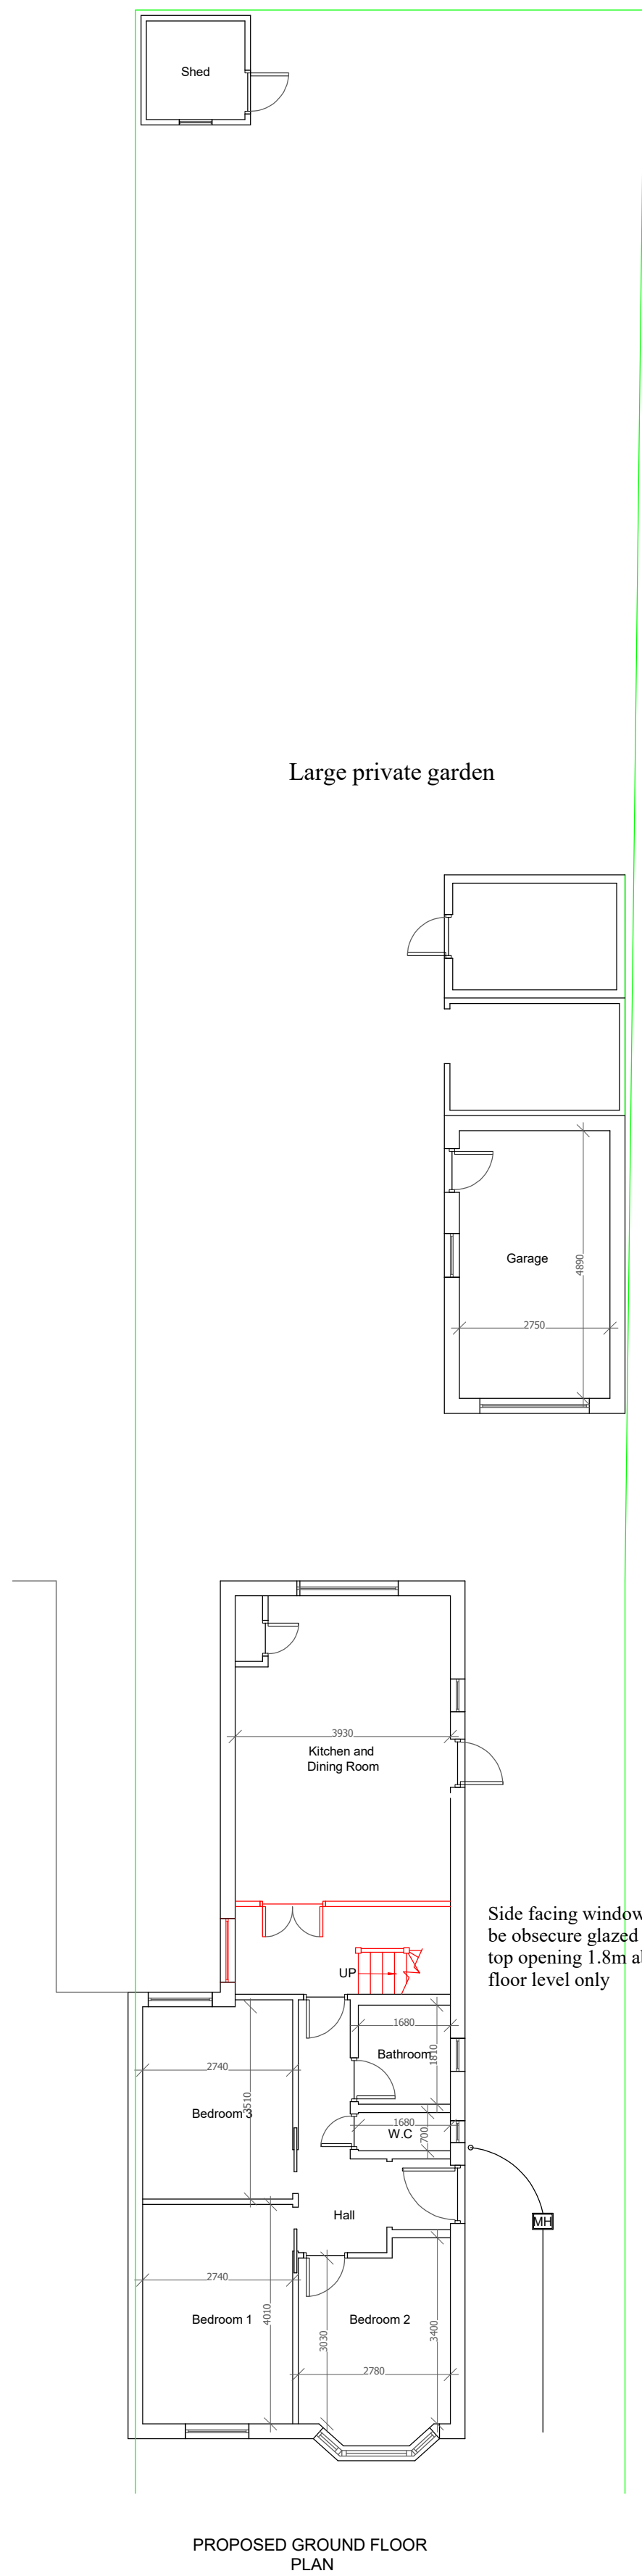 Shed
Large private garden
Garage
4890
2750
3930
Kitchen and
Dining Room
Side facing window
be obsecure glazed
top opening 1.8m
floor level only
UP
1680
1810
Bathroom
2740
3510
Bedroom 3
1680
W.C
700
Hall
MH
2740
4010
Bedroom 1
Bedroom 2
3030
3400
2780
PROPOSED GROUND FLOOR
PLAN